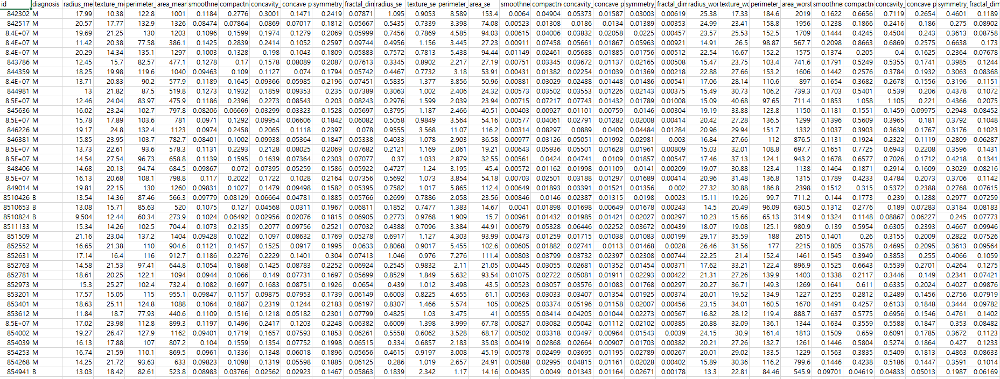 id diagnosis radius_me texture_me perimeter_ area_mean smoothne compactn concavity_ concave p symmetry_ fractal_dim radius_se texture_se perimeter_ area_se smoothne compactn concavity_ concave p symmetry_ fractal_dim radius_wo texture_wo perimeter_ area_worst smoothne compactn concavity_ concave p symmetry_ fractal_dim
842302 M 17.99 10.38 122.8 1001 0.1184 0.2776 0.3001 0.1471 0.2419 0.07871 1.095 0.9053 8.589 153.4 0.0064 0.04904 0.05373 0.01587 0.03003 0.00619 25.38 17.33 184.6 2019 0.1622 0.6656 0.7119 0.2654 0.4601 0.1189
842517 M 20.57 17.77 132.9 1326 0.08474 0.07864 0.0869 0.07017 0.1812 0.05667 0.5435 0.7339 3.398 74.08 0.00523 0.01308 0.0186 0.0134 0.01389 0.00353 24.99 23.41 158.8 1956 0.1238 0.1866 0.2416 0.186 0.275 0.08902
8.4E+07 M 19.69 21.25 130 1203 0.1096 0.1599 0.1974 0.1279 0.2069 0.05999 0.7456 0.7869 4.585 94.03 0.00615 0.04006 0.03832 0.02058 0.0225 0.00457 23.57 25.53 152.5 1709 0.1444 0.4245 0.4504 0.243 0.3613 0.08758
8.4E+07 M 11.42 20.38 77.58 386.1 0.1425 0.2839 0.2414 0.1052 0.2597 0.09744 0.4956 1.156 3.445 27.23 0.00911 0.07458 0.05661 0.01867 0.05963 0.00921 14.91 26.5 98.87 567.7 0.2098 0.8663 0.6869 0.2575 0.6638 0.173
8.4E+07 M 20.29 14.34 135.1 1297 0.1003 0.1328 0.198 0.1043 0.1809 0.05883 0.7572 0.7813 5.438 94.44 0.01149 0.02461 0.05688 0.01885 0.01756 0.00512 22.54 16.67 152.2 1575 0.1374 0.205 0.4 0.1625 0.2364 0.07678
843786 M 12.45 15.7 82.57 477.1 0.1278 0.17 0.1578 0.08089 0.2087 0.07613 0.3345 0.8902 2.217 27.19 0.00751 0.03345 0.03672 0.01137 0.02165 0.00508 15.47 23.75 103.4 741.6 0.1791 0.5249 0.5355 0.1741 0.3985 0.1244
844359 M 18.25 19.98 119.6 1040 0.09463 0.109 0.1127 0.074 0.1794 0.05742 0.4467 0.7732 3.18 53.91 0.00431 0.01382 0.02254 0.01039 0.01369 0.00218 22.88 27.66 153.2 1606 0.1442 0.2576 0.3784 0.1932 0.3063 0.08368
8.4E+07 M 13.71 20.83 90.2 577.9 0.1189 0.1645 0.09366 0.05985 0.2196 0.07451 0.5835 1.377 3.856 50.96 0.00881 0.03029 0.02488 0.01448 0.01486 0.00541 17.06 28.14 110.6 897 0.1654 0.3682 0.2678 0.1556 0.3196 0.1151
844981 M 13 21.82 87.5 519.8 0.1273 0.1932 0.1859 0.09353 0.235 0.07389 0.3063 1.002 2.406 24.32 0.00573 0.03502 0.03553 0.01226 0.02143 0.00375 15.49 30.73 106.2 739.3 0.1703 0.5401 0.539 0.206 0.4378 0.1072
8.5E+07 M 12.46 24.04 83.97 475.9 0.1186 0.2396 0.2273 0.08543 0.203 0.08243 0.2976 1.599 2.039 23.94 0.00715 0.07217 0.07743 0.01432 0.01789 0.01008 15.09 40.68 97.65 711.4 0.1853 1.058 1.105 0.221 0.4366 0.2075
845636 M 16.02 23.24 102.7 797.8 0.08206 0.06669 0.03299 0.03323 0.1528 0.05697 0.3795 1.187 2.466 40.51 0.00403 0.00927 0.01101 0.00759 0.0146 0.00304 19.19 33.88 123.8 1150 0.1181 0.1551 0.1459 0.09975 0.2948 0.08452
8.5E+07 M 15.78 17.89 103.6 781 0.0971 0.1292 0.09954 0.06606 0.1842 0.06082 0.5058 0.9849 3.564 54.16 0.00577 0.04061 0.02791 0.01282 0.02008 0.00414 20.42 27.28 136.5 1299 0.1396 0.5609 0.3965 0.181 0.3792 0.1048
846226 M 19.17 24.8 132.4 1123 0.0974 0.2458 0.2065 0.1118 0.2397 0.078 0.9555 3.568 11.07 116.2 0.00314 0.08297 0.0889 0.0409 0.04484 0.01284 20.96 29.94 151.7 1332 0.1037 0.3903 0.3639 0.1767 0.3176 0.1023
846381 M 15.85 23.95 103.7 782.7 0.08401 0.1002 0.09938 0.05364 0.1847 0.05338 0.4033 1.078 2.903 36.58 0.00977 0.03126 0.05051 0.01992 0.02981 0.003 16.84 27.66 112 876.5 0.1131 0.1924 0.2322 0.1119 0.2809 0.06287
8.5E+07 M 13.73 22.61 93.6 578.3 0.1131 0.2293 0.2128 0.08025 0.2069 0.07682 0.2121 1.169 2.061 19.21 0.00643 0.05936 0.05501 0.01628 0.01961 0.00809 15.03 32.01 108.8 697.7 0.1651 0.7725 0.6943 0.2208 0.3596 0.1431
8.5E+07 M 14.54 27.54 96.73 658.8 0.1139 0.1595 0.1639 0.07364 0.2303 0.07077 0.37 1.033 2.879 32.55 0.00561 0.0424 0.04741 0.0109 0.01857 0.00547 17.46 37.13 124.1 943.2 0.1678 0.6577 0.7026 0.1712 0.4218 0.1341
848406 M 14.68 20.13 94.74 684.5 0.09867 0.072 0.07395 0.05259 0.1586 0.05922 0.4727 1.24 3.195 45.4 0.00572 0.01162 0.01998 0.01109 0.0141 0.00209 19.07 30.88 123.4 1138 0.1464 0.1871 0.2914 0.1609 0.3029 0.08216
8.5E+07 M 16.13 20.68 108.1 798.8 0.117 0.2022 0.1722 0.1028 0.2164 0.07356 0.5692 1.073 3.854 54.18 0.00703 0.02501 0.03188 0.01297 0.01689 0.00414 20.96 31.48 136.8 1315 0.1789 0.4233 0.4784 0.2073 0.3706 0.1142
849014 M 19.81 22.15 130 1260 0.09831 0.1027 0.1479 0.09498 0.1582 0.05395 0.7582 1.017 5.865 112.4 0.00649 0.01893 0.03391 0.01521 0.01356 0.002 27.32 30.88 186.8 2398 0.1512 0.315 0.5372 0.2388 0.2768 0.07615
8510426 B 13.54 14.36 87.46 566.3 0.09779 0.08129 0.06664 0.04781 0.1885 0.05766 0.2699 0.7886 2.058 23.56 0.00846 0.0146 0.02387 0.01315 0.0198 0.0023 15.11 19.26 99.7 711.2 0.144 0.1773 0.239 0.1288 0.2977 0.07259
8510653 B 13.08 15.71 85.63 520 0.1075 0.127 0.04568 0.0311 0.1967 0.06811 0.1852 0.7477 1.383 14.67 0.0041 0.01898 0.01698 0.00649 0.01678 0.00243 14.5 20.49 96.09 630.5 0.1312 0.2776 0.189 0.07283 0.3184 0.08183
8510824 B 9.504 12.44 60.34 273.9 0.1024 0.06492 0.02956 0.02076 0.1815 0.06905 0.2773 0.9768 1.909 15.7 0.00961 0.01432 0.01985 0.01421 0.02027 0.00297 10.23 15.66 65.13 314.9 0.1324 0.1148 0.08867 0.06227 0.245 0.07773
8511133 M 15.34 14.26 102.5 704.4 0.1073 0.2135 0.2077 0.09756 0.2521 0.07032 0.4388 0.7096 3.384 44.91 0.00679 0.05328 0.06446 0.02252 0.03672 0.00439 18.07 19.08 125.1 980.9 0.139 0.5954 0.6305 0.2393 0.4667 0.09946
851509 M 21.16 23.04 137.2 1404 0.09428 0.1022 0.1097 0.08632 0.1769 0.05278 0.6917 1.127 4.303 93.99 0.00473 0.01259 0.01715 0.01038 0.01083 0.00199 29.17 35.59 188 2615 0.1401 0.26 0.3155 0.2009 0.2822 0.07526
852552 M 16.65 21.38 110 904.6 0.1121 0.1457 0.1525 0.0917 0.1995 0.0633 0.8068 0.9017 5.455 102.6 0.00605 0.01882 0.02741 0.0113 0.01468 0.0028 26.46 31.56 177 2215 0.1805 0.3578 0.4695 0.2095 0.3613 0.09564
852631 M 17.14 16.4 116 912.7 0.1186 0.2276 0.2229 0.1401 0.304 0.07413 1.046 0.976 7.276 111.4 0.00803 0.03799 0.03732 0.02397 0.02308 0.00744 22.25 21.4 152.4 1461 0.1545 0.3949 0.3853 0.255 0.4066 0.1059
852763 M 14.58 21.53 97.41 644.8 0.1054 0.1868 0.1425 0.08783 0.2252 0.06924 0.2545 0.9832 2.11 21.05 0.00445 0.03055 0.02681 0.01352 0.01454 0.00371 17.62 33.21 122.4 896.9 0.1525 0.6643 0.5539 0.2701 0.4264 0.1275
852781 M 18.61 20.25 122.1 1094 0.0944 0.1066 0.149 0.07731 0.1697 0.05699 0.8529 1.849 5.632 93.54 0.01075 0.02722 0.05081 0.01911 0.02293 0.00422 21.31 27.26 139.9 1403 0.1338 0.2117 0.3446 0.149 0.2341 0.07421
852973 M 15.3 25.27 102.4 732.4 0.1082 0.1697 0.1683 0.08751 0.1926 0.0654 0.439 1.012 3.498 43.5 0.00523 0.03057 0.03576 0.01083 0.01768 0.00297 20.27 36.71 149.3 1269 0.1641 0.611 0.6335 0.2024 0.4027 0.09876
853201 M 17.57 15.05 115 955.1 0.09847 0.1157 0.09875 0.07953 0.1739 0.06149 0.6003 0.8225 4.655 61.1 0.00563 0.03033 0.03407 0.01354 0.01925 0.00374 20.01 19.52 134.9 1227 0.1255 0.2812 0.2489 0.1456 0.2756 0.07919
853401 M 18.63 25.11 124.8 1088 0.1064 0.1887 0.2319 0.1244 0.2183 0.06197 0.8307 1.466 5.574 105 0.00625 0.03374 0.05196 0.01158 0.02007 0.00456 23.15 34.01 160.5 1670 0.1491 0.4257 0.6133 0.1848 0.3444 0.09782
853612 M 11.84 18.7 77.93 440.6 0.1109 0.1516 0.1218 0.05182 0.2301 0.07799 0.4825 1.03 3.475 41 0.00555 0.03414 0.04205 0.01044 0.02273 0.00567 16.82 28.12 119.4 888.7 0.1637 0.5775 0.6956 0.1546 0.4761 0.1402
8.5E+07 M 17.02 23.98 112.8 899.3 0.1197 0.1496 0.2417 0.1203 0.2248 0.06382 0.6009 1.398 3.999 67.78 0.00827 0.03082 0.05042 0.01112 0.02102 0.00385 20.88 32.09 136.1 1344 0.1634 0.3559 0.5588 0.1847 0.353 0.08482
854002 M 19.27 26.47 127.9 1162 0.09401 0.1719 0.1657 0.07593 0.1853 0.06261 0.5558 0.6062 3.528 68.17 0.00502 0.03318 0.03497 0.00964 0.01543 0.0039 24.15 30.9 161.4 1813 0.1509 0.659 0.6091 0.1785 0.3672 0.1123
854039 M 16.13 17.88 107 807.2 0.104 0.1559 0.1354 0.07752 0.1998 0.06515 0.334 0.6857 2.183 35.03 0.00419 0.02868 0.02664 0.00907 0.01703 0.00382 20.21 27.26 132.7 1261 0.1446 0.5804 0.5274 0.1864 0.427 0.1233
854253 M 16.74 21.59 110.1 869.5 0.0961 0.1336 0.1348 0.06018 0.1896 0.05656 0.4615 0.9197 3.008 45.19 0.00578 0.02499 0.03695 0.01195 0.02789 0.00267 20.01 29.02 133.5 1229 0.1563 0.3835 0.5409 0.1813 0.4863 0.08633
854268 M 14.25 21.72 93.63 633 0.09823 0.1098 0.1319 0.05598 0.1885 0.06125 0.286 1.019 2.657 24.91 0.00588 0.02995 0.04815 0.01161 0.02028 0.00402 15.89 30.36 116.2 799.6 0.1446 0.4238 0.5186 0.1447 0.3591 0.1014
854941 B 13.03 18.42 82.61 523.8 0.08983 0.03766 0.02562 0.02923 0.1467 0.05863 0.1839 2.342 1.17 14.16 0.00435 0.0049 0.01343 0.01164 0.02671 0.00178 13.3 22.81 84.46 545.9 0.09701 0.04619 0.04833 0.05013 0.1987 0.06169